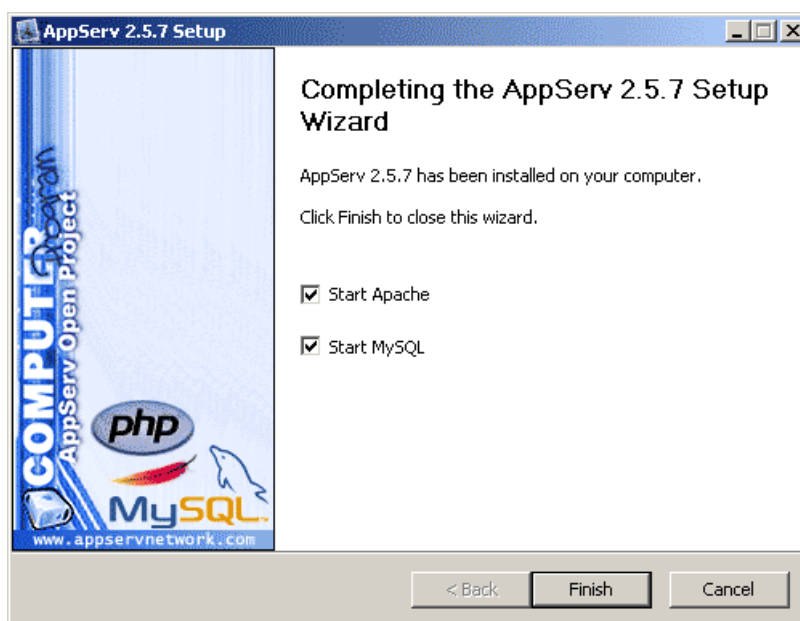 AppServ 2.5.7 Setup
Completing the AppServ 2.5.7 Setup
Wizard
AppServ 2.5.7 has been installed on your computer.
Click Finish to close this wizard.
Start Apache
Start MySQL
COMPUTER
program
AppServ Open Project
php
MySQL
www.appservnetwork.com
< Back
Finish
Cancel